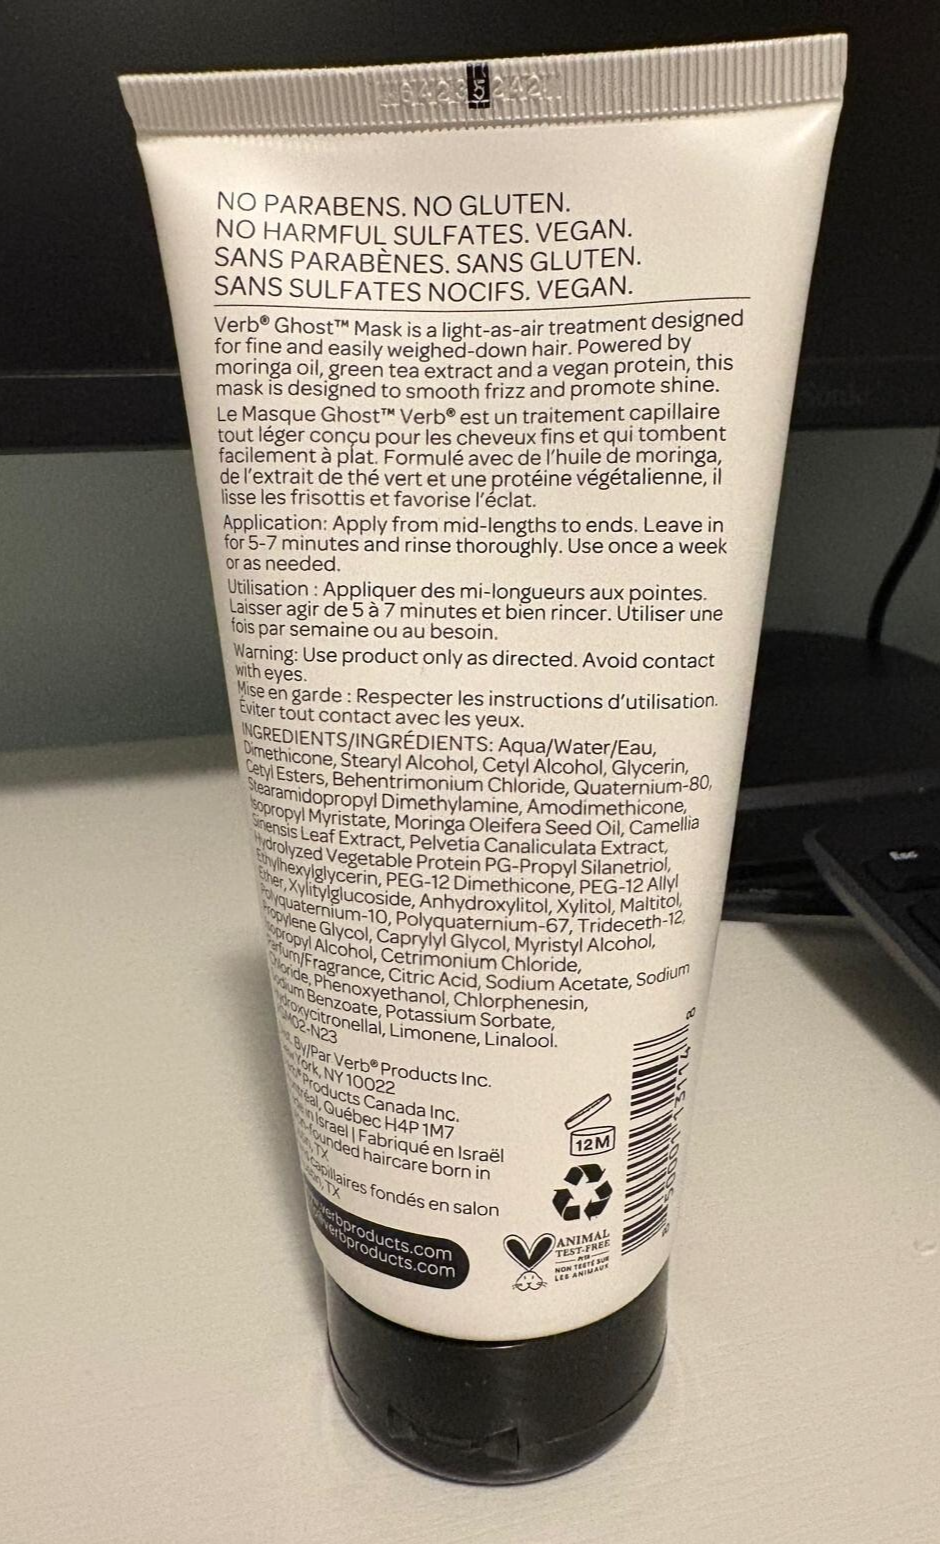 NO PARABENS. NO GLUTEN.
NO HARMFUL SULFATES. VEGAN.
SANS PARABÈNES. SANS GLUTEN.
SANS SULFATES NOCIFS. VEGAN.
Verb® Ghost™ Mask is a light-as-air treatment designed
for fine and easily weighed-down hair. Powered by
moringa oil, green tea extract and a vegan protein, this
mask is designed to smooth frizz and promote shine.
Le Masque Ghost™ Verb® est un traitement capillaire
tout léger conçu pour les cheveux fins et qui tombent
facilement à plat. Formulé avec de l'huile de moringa,
de l'extrait de thé vert et une protéine végétalienne, il
lisse les frisottis et favorise l'éclat.
Application: Apply from mid-lengths to ends. Leave in
for 5-7 minutes and rinse thoroughly. Use once a week
or as needed.
Utilisation : Appliquer des mi-longueurs aux pointes.
Laisser agir de 5 à 7 minutes et bien rincer. Utiliser une
fois par semaine ou au besoin.
Warning: Use product only as directed. Avoid contact
with eyes.
Mise en garde : Respecter les instructions d'utilisation.
Éviter tout contact avec les yeux.
INGREDIENTS/INGRÉDIENTS: Aqua/Water/Eau,
Dimethicone, Stearyl Alcohol, Cetyl Alcohol, Glycerin,
Cetyl Esters, Behentrimonium Chloride, Quaternium-80,
Stearamidopropyl Dimethylamine, Amodimethicone,
Isopropyl Myristate, Moringa Oleifera Seed Oil, Camellia
Sinensis Leaf Extract, Pelvetia Canaliculata Extract,
Hydrolyzed Vegetable Protein PG-Propyl Silanetriol,
Ethylhexylglycerin, PEG-12 Dimethicone, PEG-12 Allyl
Ether, Xylitylglucoside, Anhydroxylitol, Xylitol, Maltitol,
Polyquaternium-10, Polyquaternium-67, Trideceth-12,
Propylene Glycol, Caprylyl Glycol, Myristyl Alcohol,
Isopropyl Alcohol, Cetrimonium Chloride,
Parfum/Fragrance, Citric Acid, Sodium Acetate, Sodium
Chloride, Phenoxyethanol, Chlorphenesin,
Sodium Benzoate, Potassium Sorbate,
Hydroxycitronellal, Limonene, Linalool.
By/Par Verb® Products Inc.
York, NY 10022
Products Canada Inc.
Québec H4P 1M7
in Israel | Fabriqué en Israël
haircare born in
TX
capillaires fondés en salon
TX
verbproducts.com
verbproducts.com
12M
ANIMAL
TEST-FREE
PETA
NON TESTÉ SUR
LES ANIMAUX
Esc